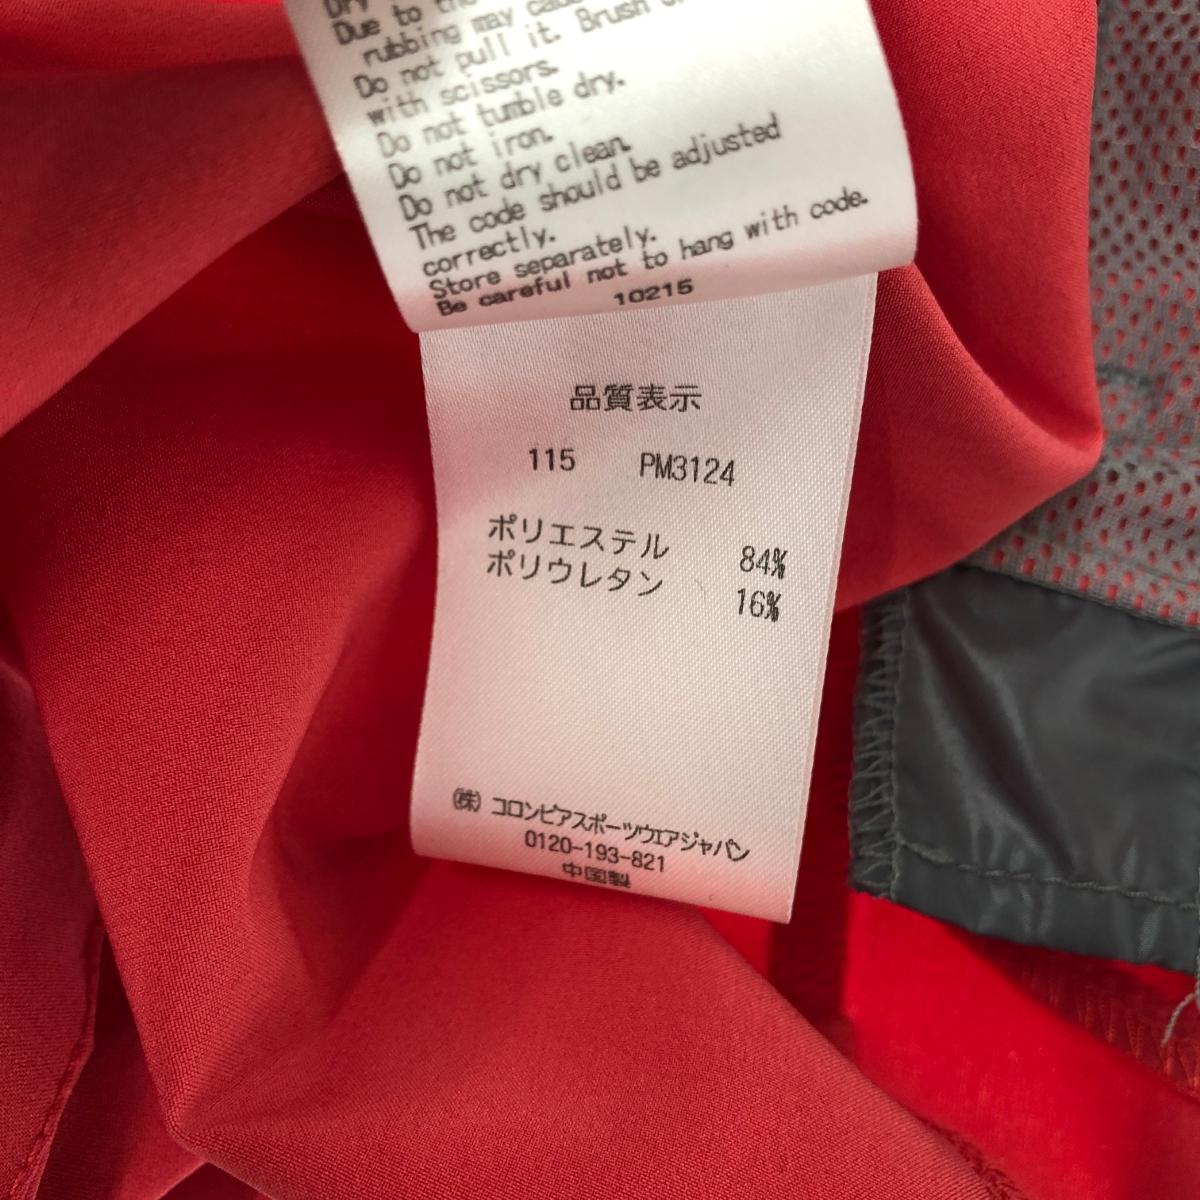 Dry
Due to the
rubbing may cause
Do not pull it. Brush
with scissors.
Do not tumble dry.
Do not iron.
Do not dry clean.
The code should be adjusted
correctly.
Store separately.
Be careful not to hang with code.
10215
品質表示
115 PM3124
ポリエステル 84%
ポリウレタン 16%
㈱ コロンビアスポーツウェアジャパン
0120-193-821
中国製